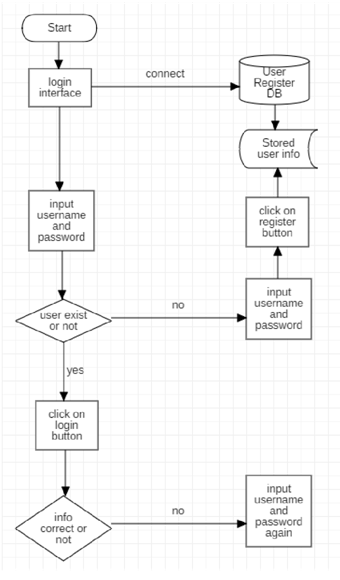 Start
login
interface
connect
User
Register
DB
Stored
user info
input
username
and
password
click on
register
button
user exist
or not
no
input
username
and
password
yes
click on
login
button
info
correct or
not
no
input
username
and
password
again